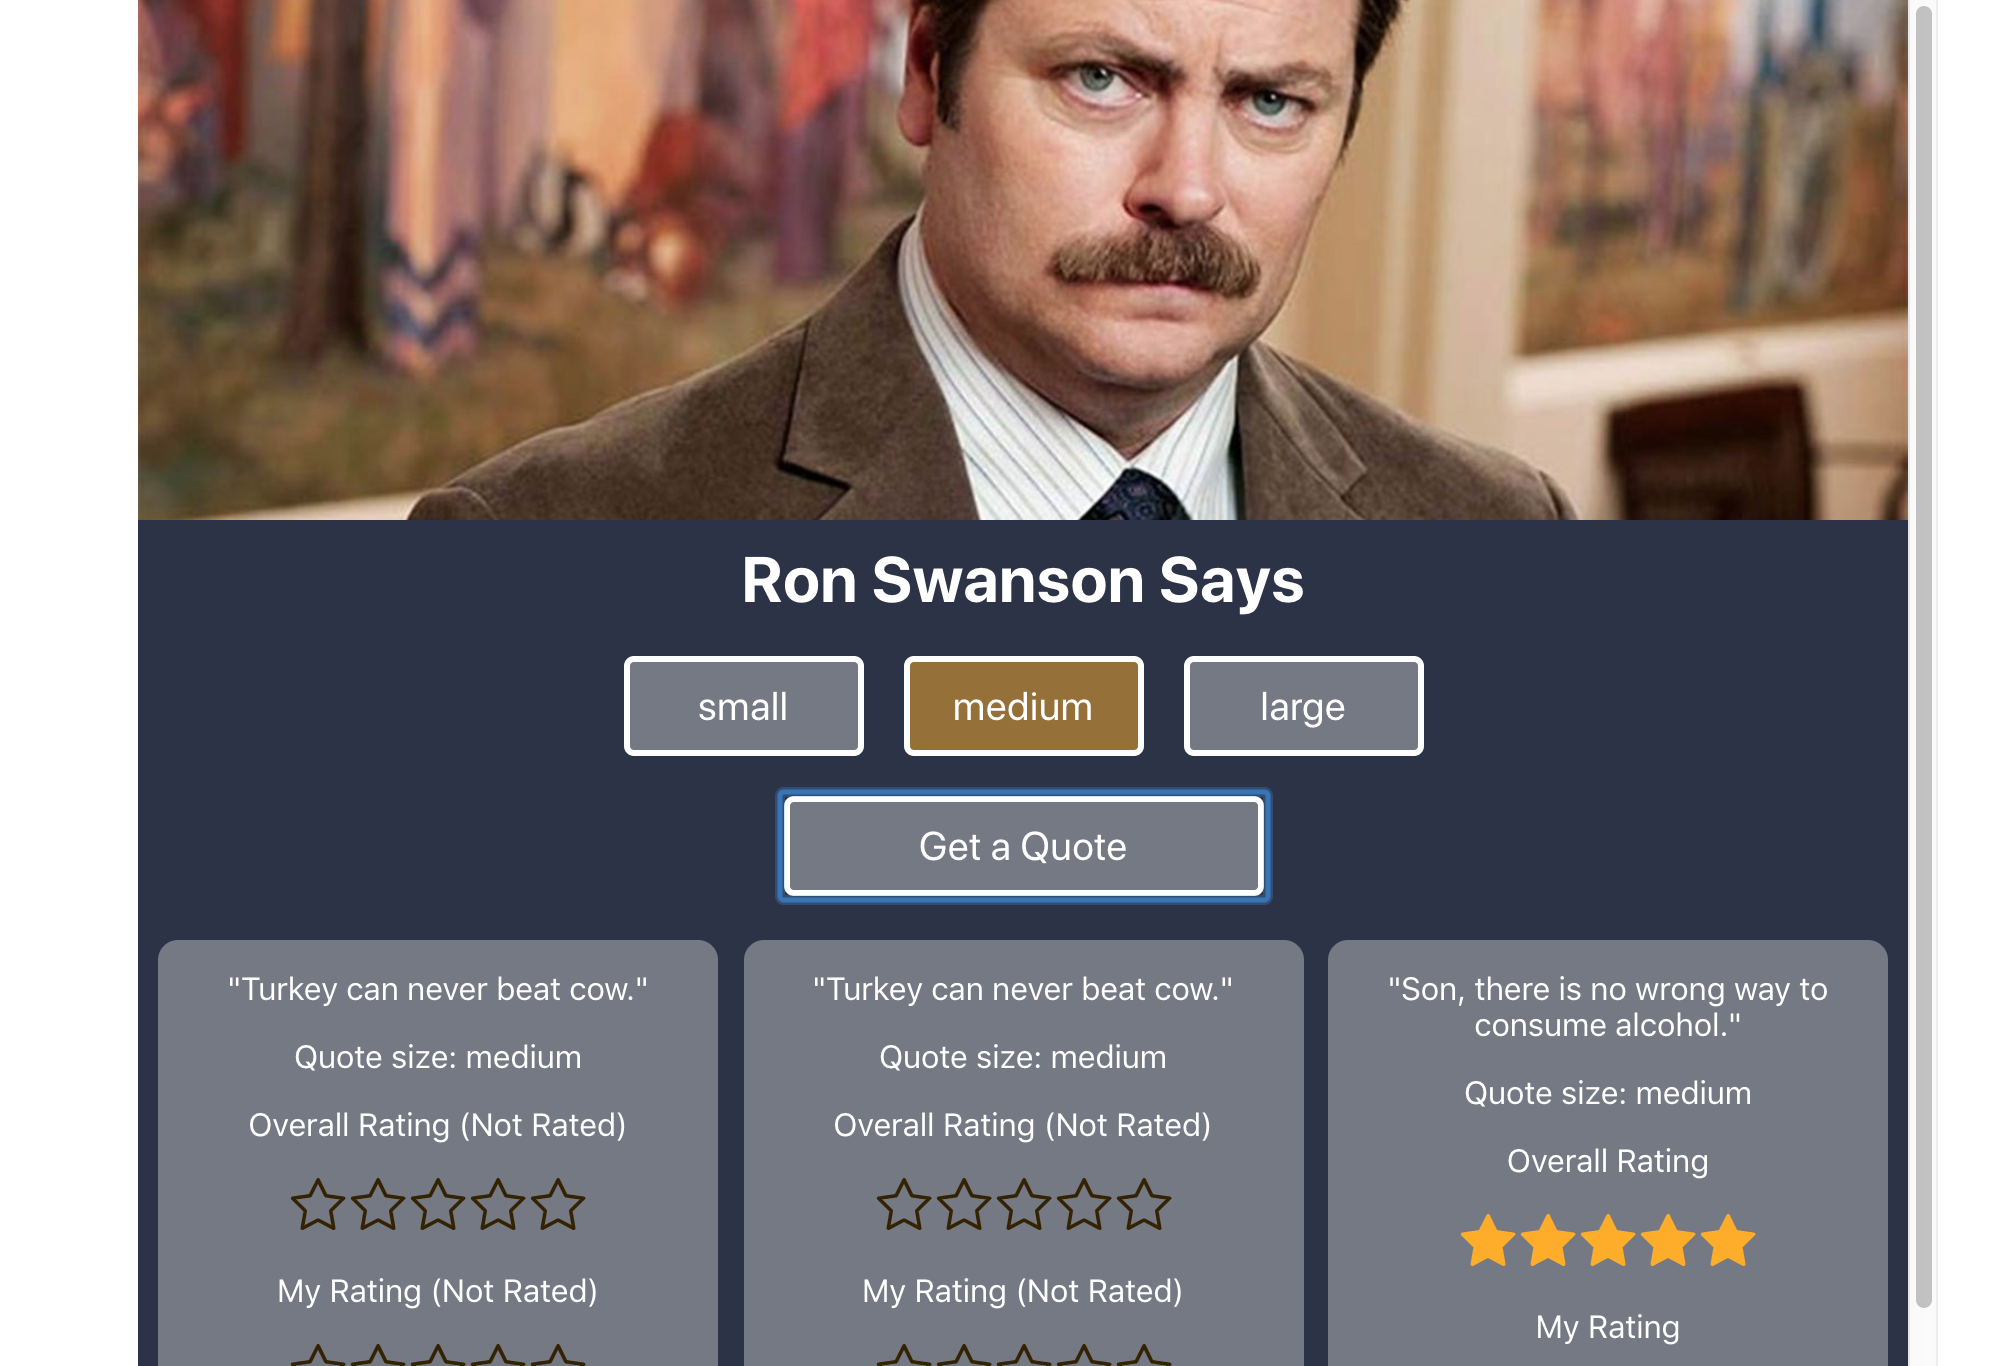 Ron Swanson Says
small
medium
large
Get a Quote
"Turkey can never beat cow."
Quote size: medium
Overall Rating (Not Rated)
My Rating (Not Rated)
"Turkey can never beat cow."
Quote size: medium
Overall Rating (Not Rated)
My Rating (Not Rated)
"Son, there is no wrong way to
consume alcohol."
Quote size: medium
Overall Rating
My Rating